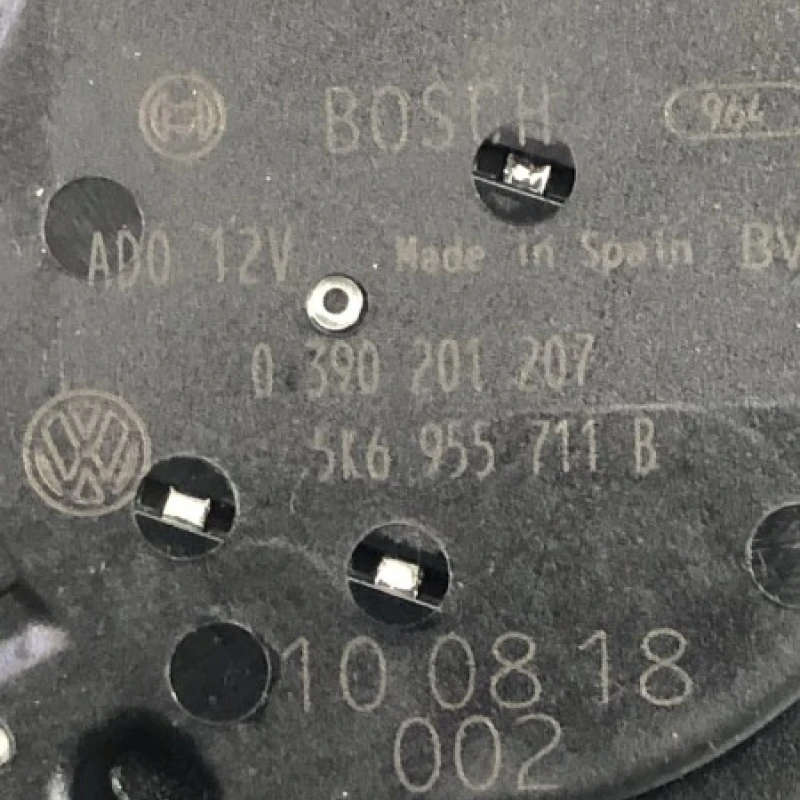 BOSCH 964
AD0 12V Made in Spain BV
0 390 201 207
5K6 955 711 B
10 08 18
002